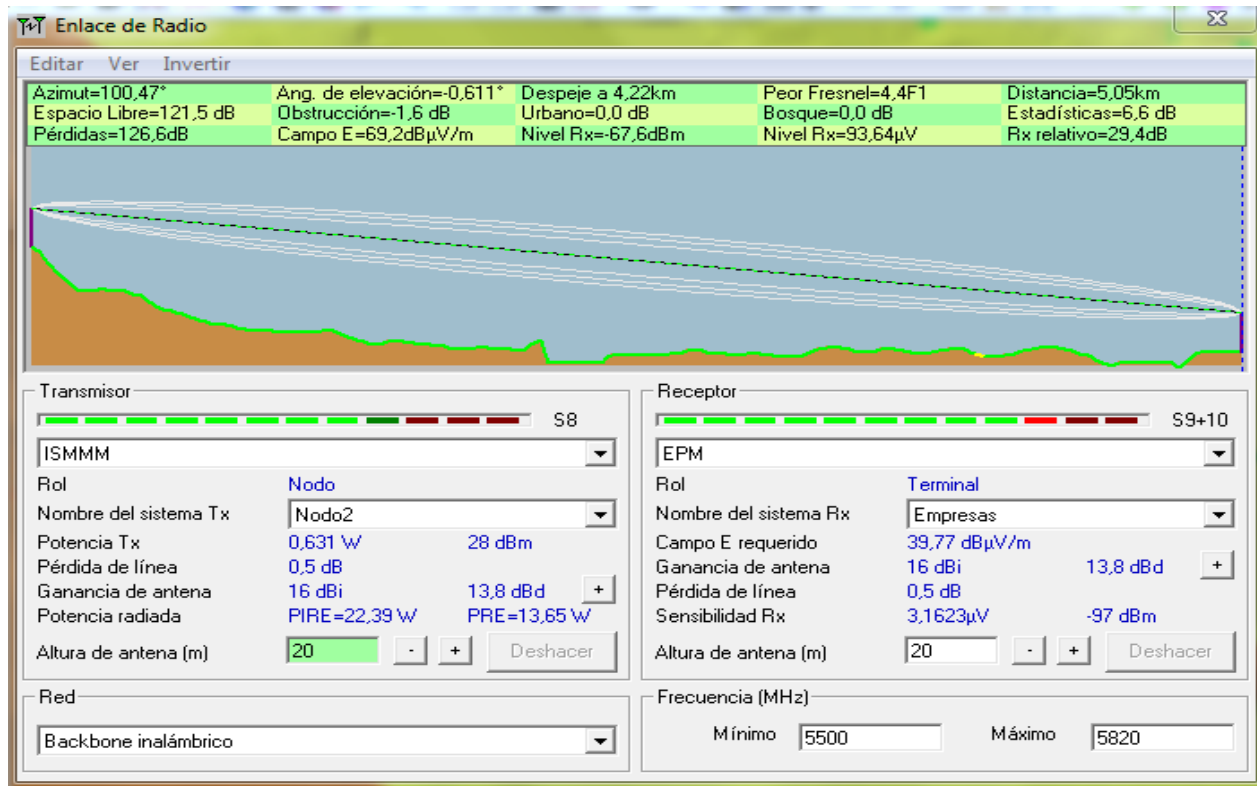 Enlace de Radio
Editar Ver Invertir
Azimut=100,47° Ang. de elevación=-0,611° Despeje a 4,22km Peor Fresnel=4,4F1 Distancia=5,05km
Espacio Libre=121,5 dB Obstrucción=-1,6 dB Urbano=0,0 dB Bosque=0,0 dB Estadísticas=6,6 dB
Pérdidas=126,6dB Campo E=69,2dBµV/m Nivel Rx=-67,6dBm Nivel Rx=93,64µV Rx relativo=29,4dB
Transmisor
S8
ISMMM
Rol Nodo
Nombre del sistema Tx Nodo2
Potencia Tx 0,631 W 28 dBm
Pérdida de línea 0,5 dB
Ganancia de antena 16 dBi 13,8 dBd +
Potencia radiada PIRE=22,39 W PRE=13,65 W
Altura de antena (m) 20 - + Deshacer
Receptor
S9+10
EPM
Rol Terminal
Nombre del sistema Rx Empresas
Campo E requerido 39,77 dBµV/m
Ganancia de antena 16 dBi 13,8 dBd +
Pérdida de línea 0,5 dB
Sensibilidad Rx 3,1623µV -97 dBm
Altura de antena (m) 20 - + Deshacer
Red
Backbone inalámbrico
Frecuencia (MHz)
Mínimo 5500 Máximo 5820